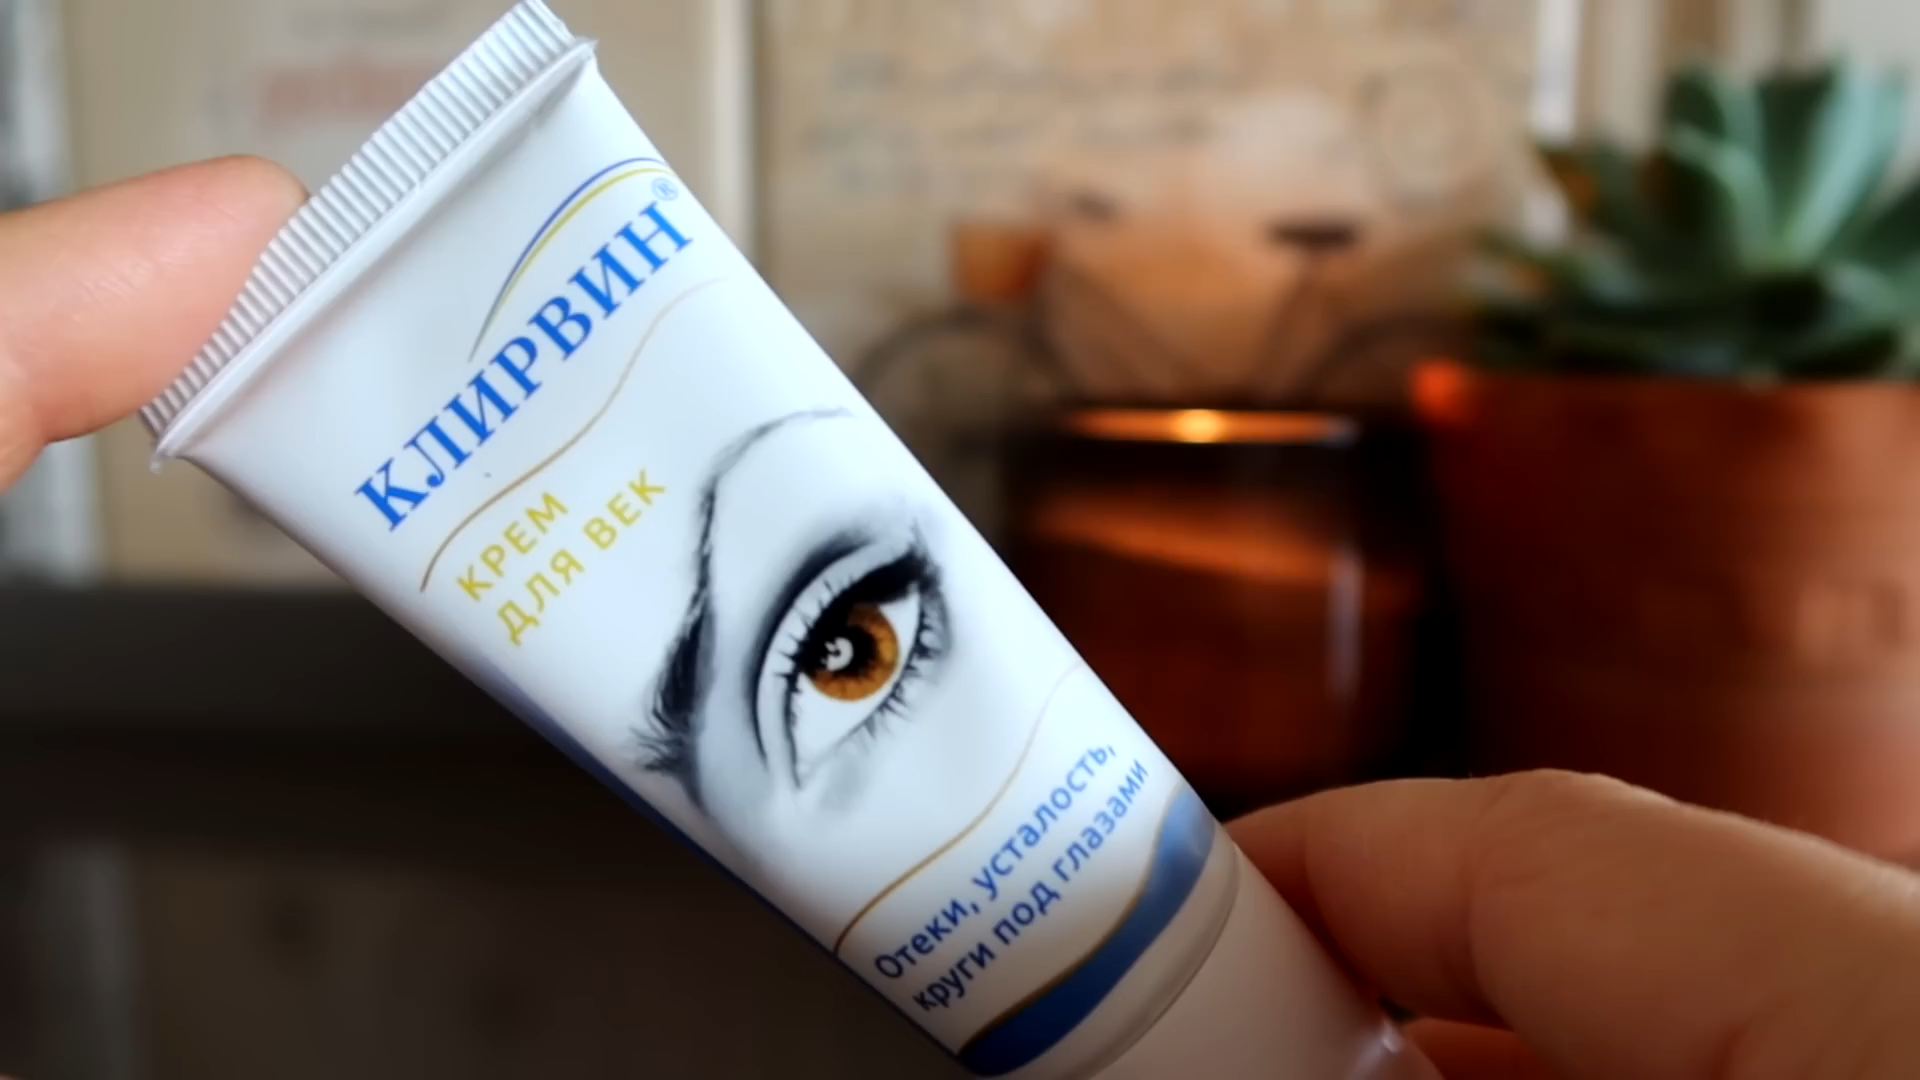 КЛИРВИН®
КРЕМ
ДЛЯ ВЕК
Отеки, усталость,
круги под глазами